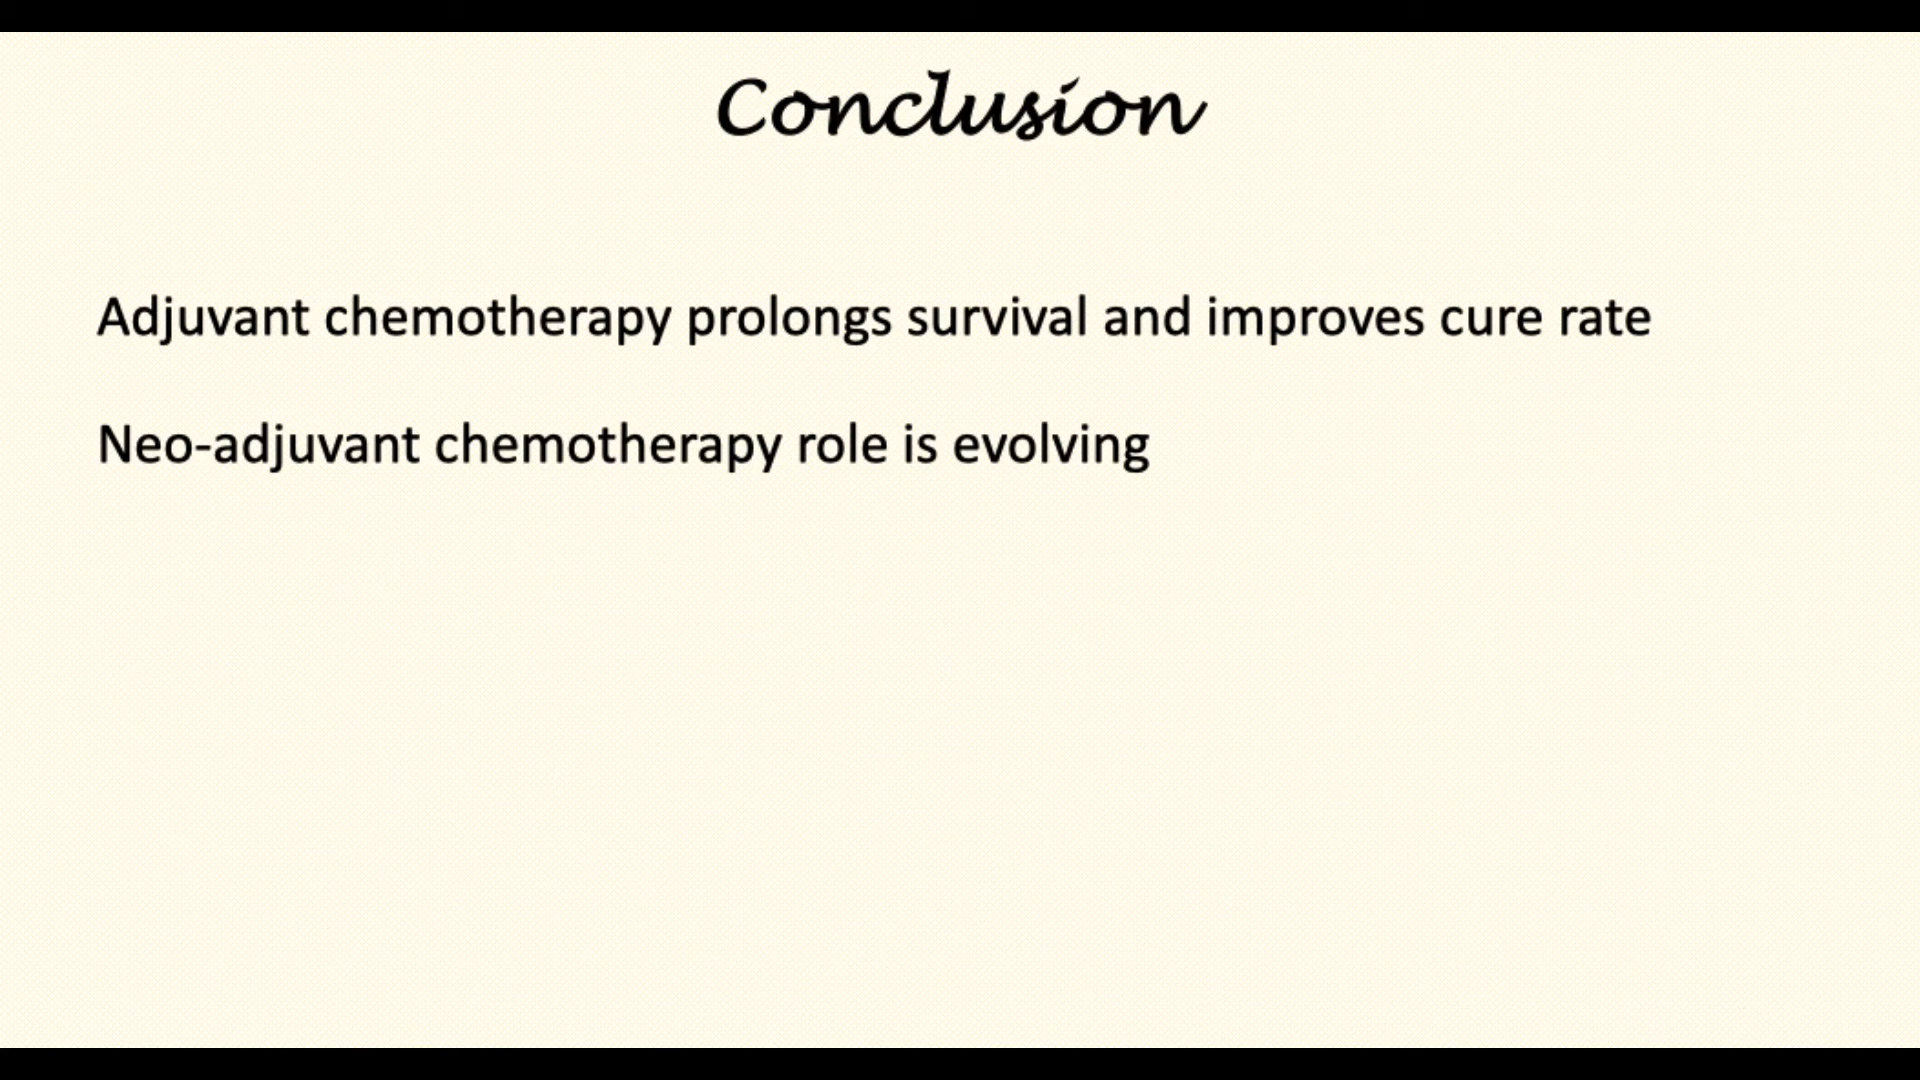 Conclusion
Adjuvant chemotherapy prolongs survival and improves cure rate
Neo-adjuvant chemotherapy role is evolving